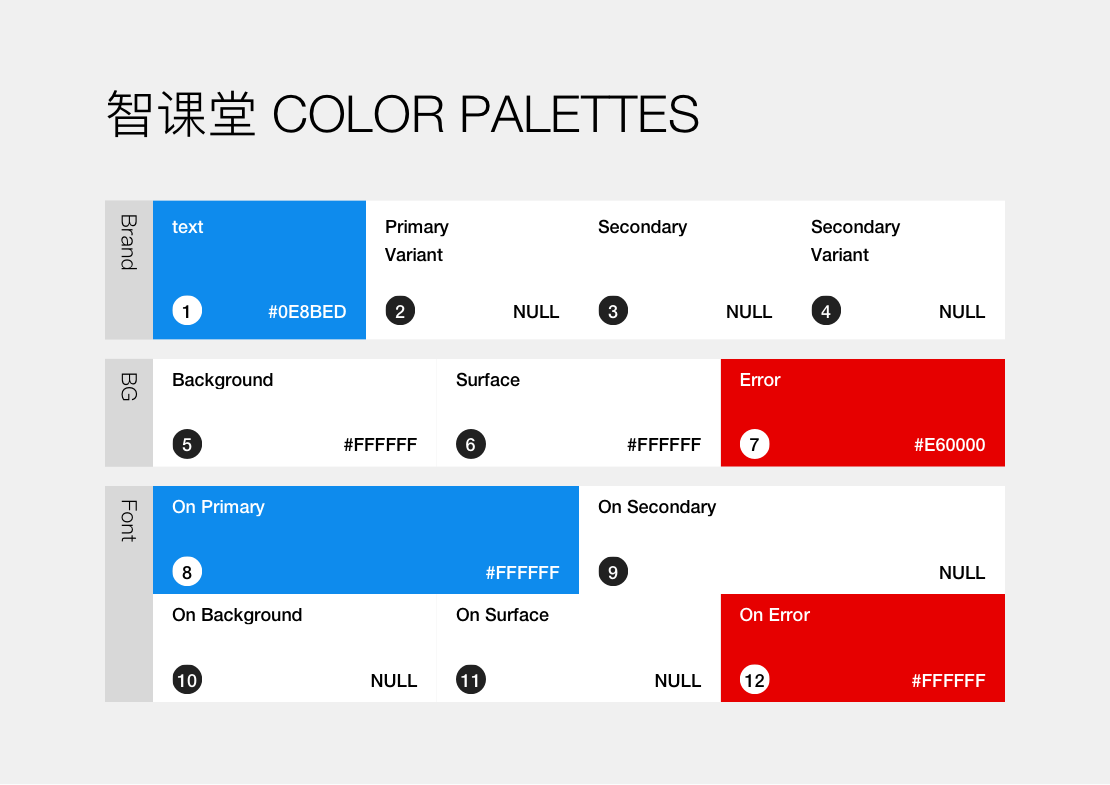 智课堂 COLOR PALETTES
Brand
text
1 #0E8BED
Primary
Variant
2 NULL
Secondary
3 NULL
Secondary
Variant
4 NULL
BG
Background
5 #FFFFFF
Surface
6 #FFFFFF
Error
7 #E60000
Font
On Primary
8 #FFFFFF
On Secondary
9 NULL
On Background
10 NULL
On Surface
11 NULL
On Error
12 #FFFFFF